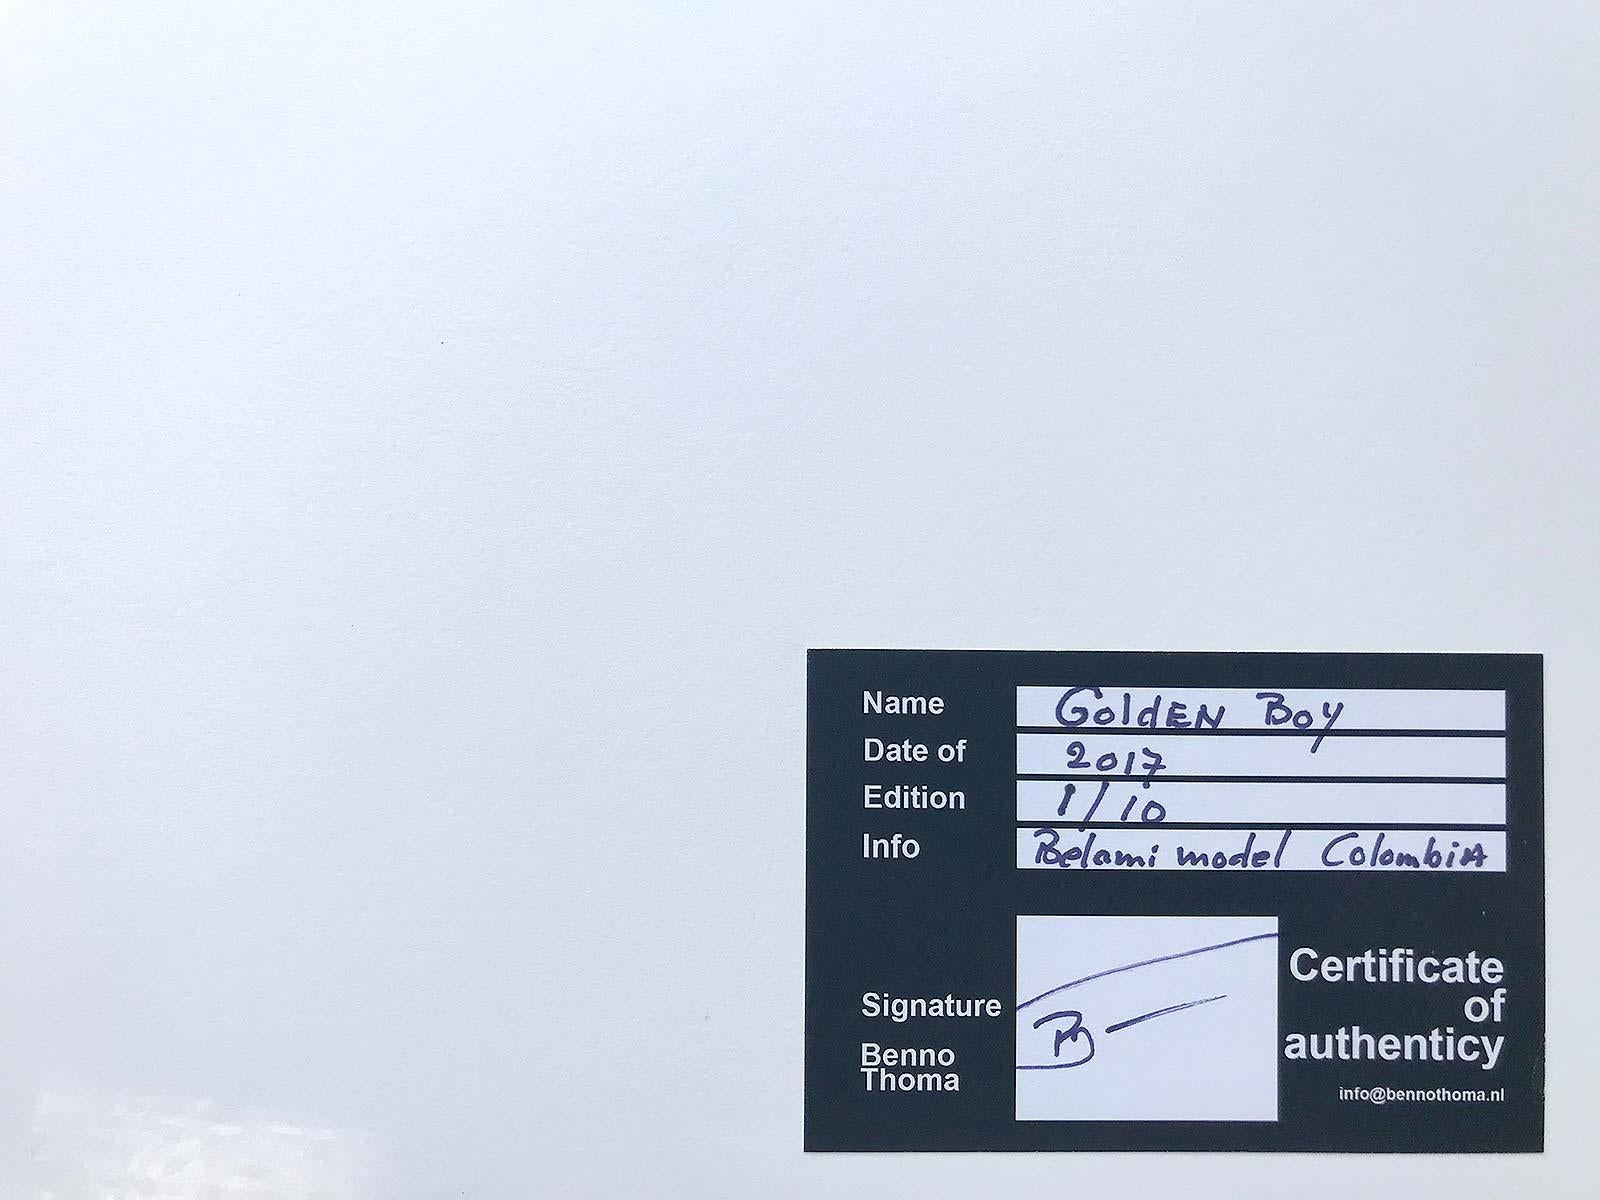 Name Golden Boy
Date of 2017
Edition 1/10
Info Belami model Colombia
Signature
Benno
Thoma
Certificate
of
authenticy
info@bennothoma.nl